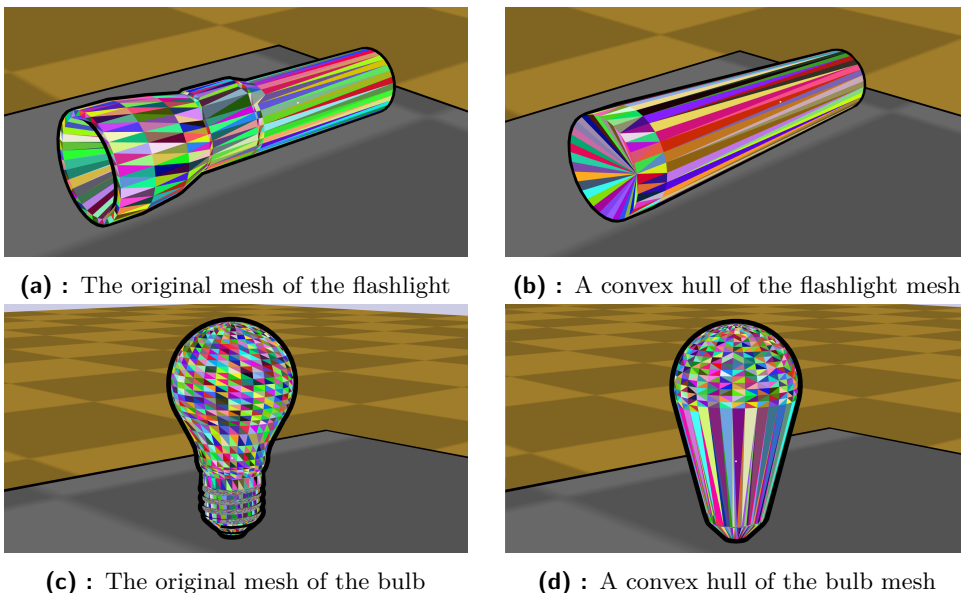 (a) : The original mesh of the flashlight
(b) : A convex hull of the flashlight mesh
(c) : The original mesh of the bulb
(d) : A convex hull of the bulb mesh